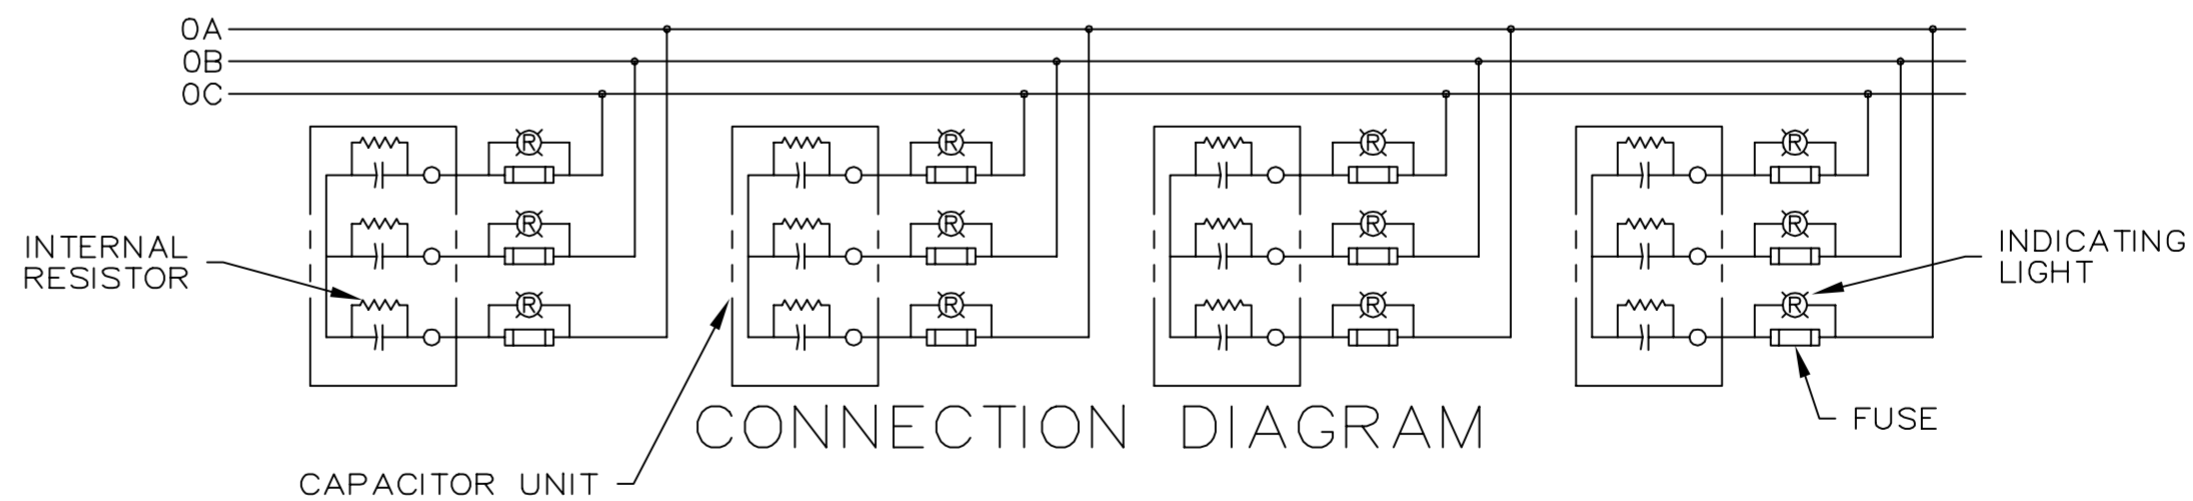 0A
0B
0C
R R R R
R R R R
INTERNAL
RESISTOR
INDICATING
LIGHT
R R R R
CONNECTION DIAGRAM
FUSE
CAPACITOR UNIT